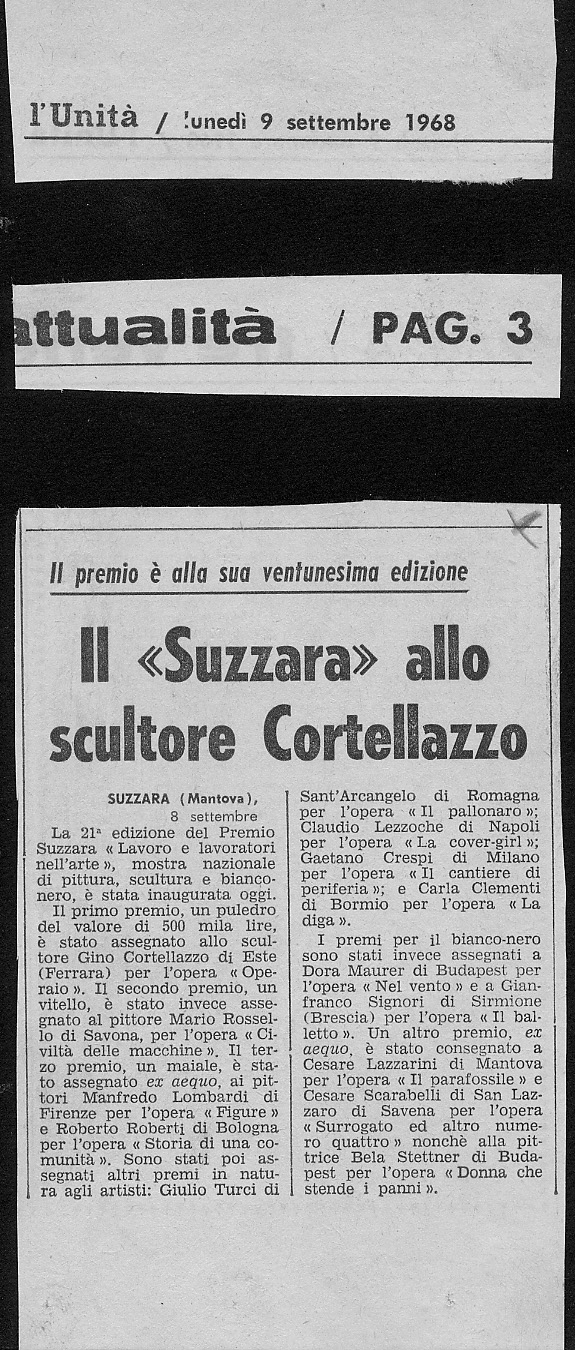 l'Unità / lunedì 9 settembre 1968
attualità / PAG. 3
Il premio è alla sua ventunesima edizione
Il «Suzzara» allo
scultore Cortellazzo
SUZZARA (Mantova),
8 settembre
La 21ª edizione del Premio
Suzzara « Lavoro e lavoratori
nell'arte », mostra nazionale
di pittura, scultura e bianco-
nero, è stata inaugurata oggi.
Il primo premio, un puledro
del valore di 500 mila lire,
è stato assegnato allo scul-
tore Gino Cortellazzo di Este
(Ferrara) per l'opera « Ope-
raio ». Il secondo premio, un
vitello, è stato invece asse-
gnato al pittore Mario Rossel-
lo di Savona, per l'opera « Ci-
viltà delle macchine ». Il ter-
zo premio, un maiale, è sta-
to assegnato ex aequo, ai pit-
tori Manfredo Lombardi di
Firenze per l'opera « Figure »
e Roberto Roberti di Bologna
per l'opera « Storia di una co-
munità ». Sono stati poi as-
segnati altri premi in natu-
ra agli artisti: Giulio Turci di
Sant'Arcangelo di Romagna
per l'opera « Il pallonaro »;
Claudio Lezzoche di Napoli
per l'opera « La cover-girl »;
Gaetano Crespi di Milano
per l'opera « Il cantiere di
periferia »; e Carla Clementi
di Bormio per l'opera « La
diga ».
I premi per il bianco-nero
sono stati invece assegnati a
Dora Maurer di Budapest per
l'opera « Nel vento » e a Gian-
franco Signori di Sirmione
(Brescia) per l'opera « Il bal-
letto ». Un altro premio, ex
aequo, è stato consegnato a
Cesare Lazzarini di Mantova
per l'opera « Il parafossile » e
Cesare Scarabelli di San Laz-
zaro di Savena per l'opera
« Surrogato ed altro nume-
ro quattro » nonchè alla pit-
trice Bela Stettner di Buda-
pest per l'opera « Donna che
stende i panni ».